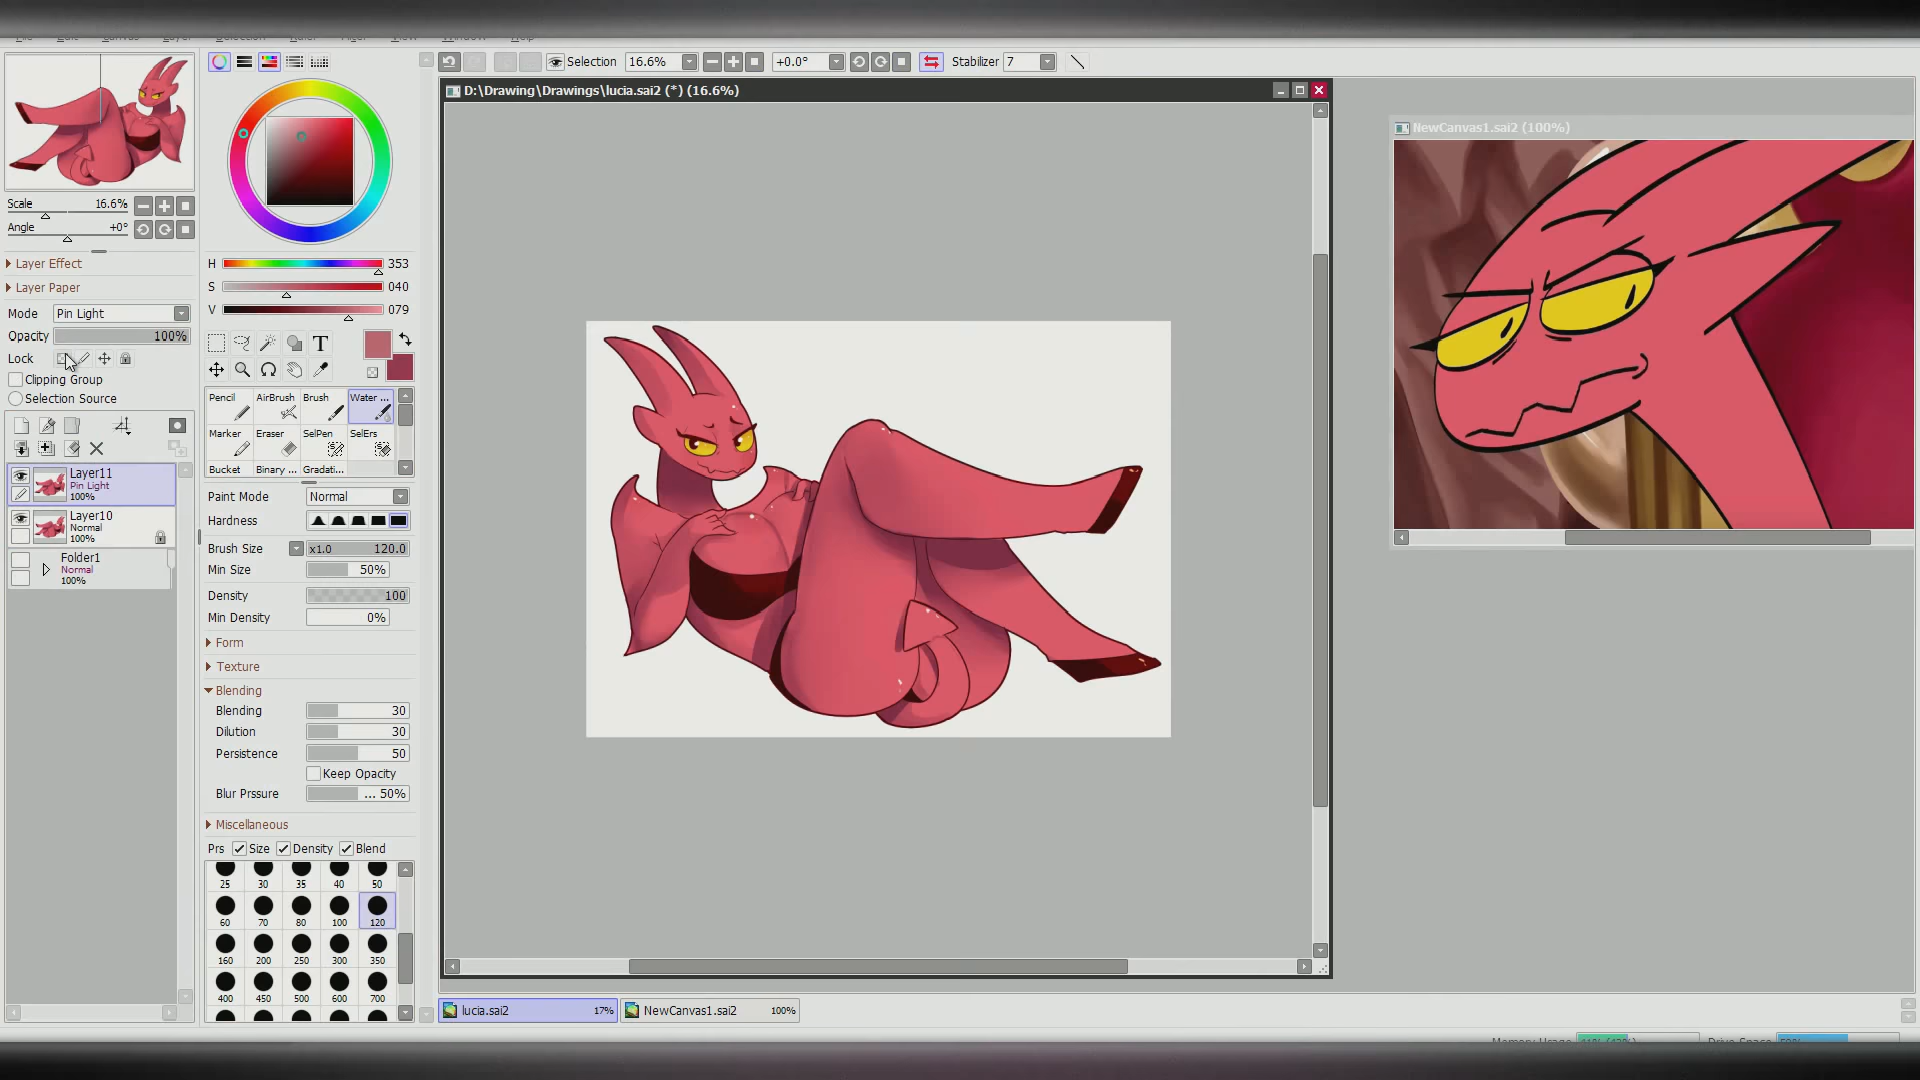 Selection
16.6%
+0.0°
Stabilizer
7
D:\Drawing\Drawings\lucia.sai2 (*) (16.6%)
NewCanvas1.sai2 (100%)
Scale
16.6%
Angle
+0°
Layer Effect
Layer Paper
Mode
Pin Light
Opacity
100%
Lock
Clipping Group
Selection Source
Layer11
Pin Light
100%
Layer10
Normal
100%
Folder1
Normal
100%
H 353
S 040
V 079
T
Pencil AirBrush Brush Water ...
Marker Eraser SelPen SelErs
Bucket Binary ... Gradati...
Paint Mode Normal
Hardness
Brush Size x1.0 120.0
Min Size 50%
Density 100
Min Density 0%
Form
Texture
Blending
Blending 30
Dilution 30
Persistence 50
Keep Opacity
Blur Prssure ... 50%
Miscellaneous
Prs Size Density Blend
25 30 35 40 50
60 70 80 100 120
160 200 250 300 350
400 450 500 600 700
lucia.sai2 17%
NewCanvas1.sai2 100%